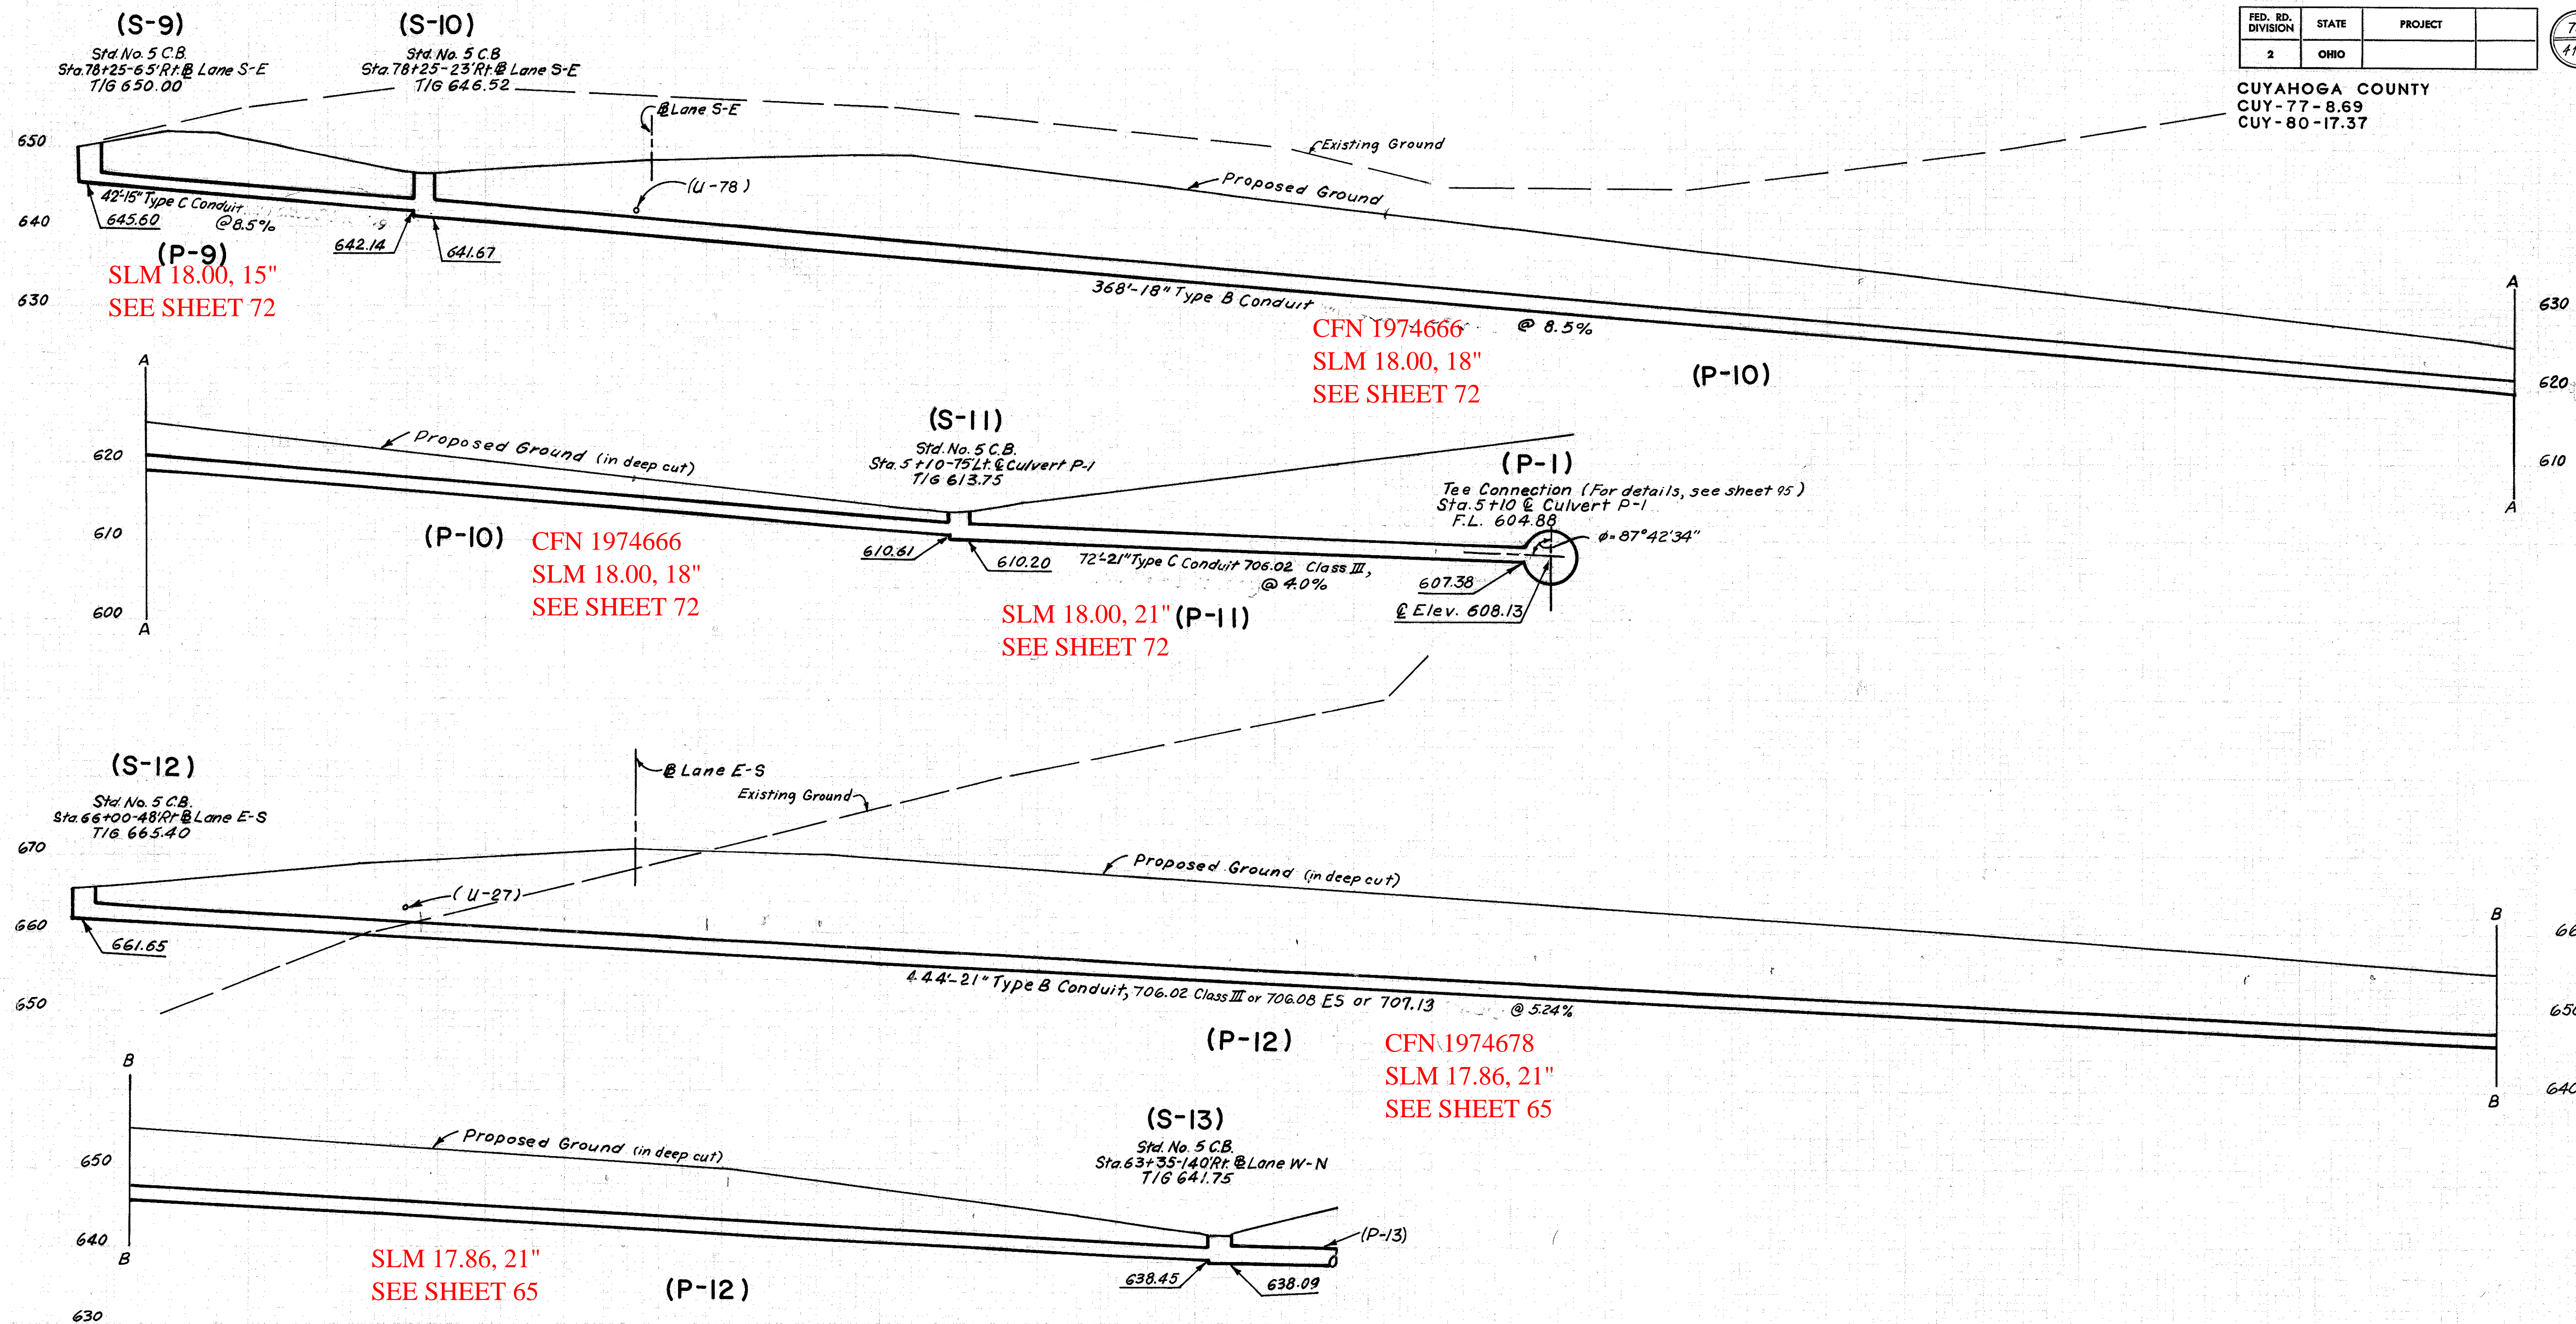 (S-9)
Std. No. 5 C.B.
Sta. 78+25-65' Rt. ℄ Lane S-E
T/G 650.00
(S-10)
Std. No. 5 C.B
Sta. 78+25-23' Rt. ℄ Lane S-E
T/G 646.52
FED. RD. DIVISION
STATE
PROJECT
2
OHIO
CUYAHOGA COUNTY
CUY-77-8.69
CUY-80-17.37
Lane S-E
Existing Ground
Proposed Ground
(U-78)
650
640
630
42'-15" Type C Conduit
@ 8.5%
645.60
(P-9)
642.14
641.67
SLM 18.00, 15"
SEE SHEET 72
368'-18" Type B Conduit
@ 8.5%
CFN 1974666
SLM 18.00, 18"
SEE SHEET 72
(P-10)
A
A
630
620
610
A
A
620
610
600
Proposed Ground (in deep cut)
(S-11)
Std. No. 5 C.B.
Sta. 5+10-75' Lt. ℄ Culvert P-1
T/G 613.75
(P-1)
Tee Connection (For details, see sheet 95)
Sta. 5+10 ℄ Culvert P-1
F.L. 604.88
ø=87°42'34"
(P-10)
CFN 1974666
SLM 18.00, 18"
SEE SHEET 72
610.61
610.20
72'-21" Type C Conduit 706.02 Class III,
@ 4.0%
607.38
℄ Elev. 608.13
SLM 18.00, 21"
(P-11)
SEE SHEET 72
(S-12)
Std. No. 5 C.B.
Sta. 66+00-48' Rt ℄ Lane E-S
T/G 665.40
Lane E-S
Existing Ground
Proposed Ground (in deep cut)
670
660
650
(U-27)
661.65
444'-21" Type B Conduit, 706.02 Class III or 706.08 ES or 707.13
@ 5.24%
(P-12)
CFN 1974678
SLM 17.86, 21"
SEE SHEET 65
B
B
B
B
650
640
630
Proposed Ground (in deep cut)
(S-13)
Std. No. 5 C.B.
Sta. 63+35-140' Rt. ℄ Lane W-N
T/G 641.75
(P-13)
638.45
638.09
SLM 17.86, 21"
SEE SHEET 65
(P-12)